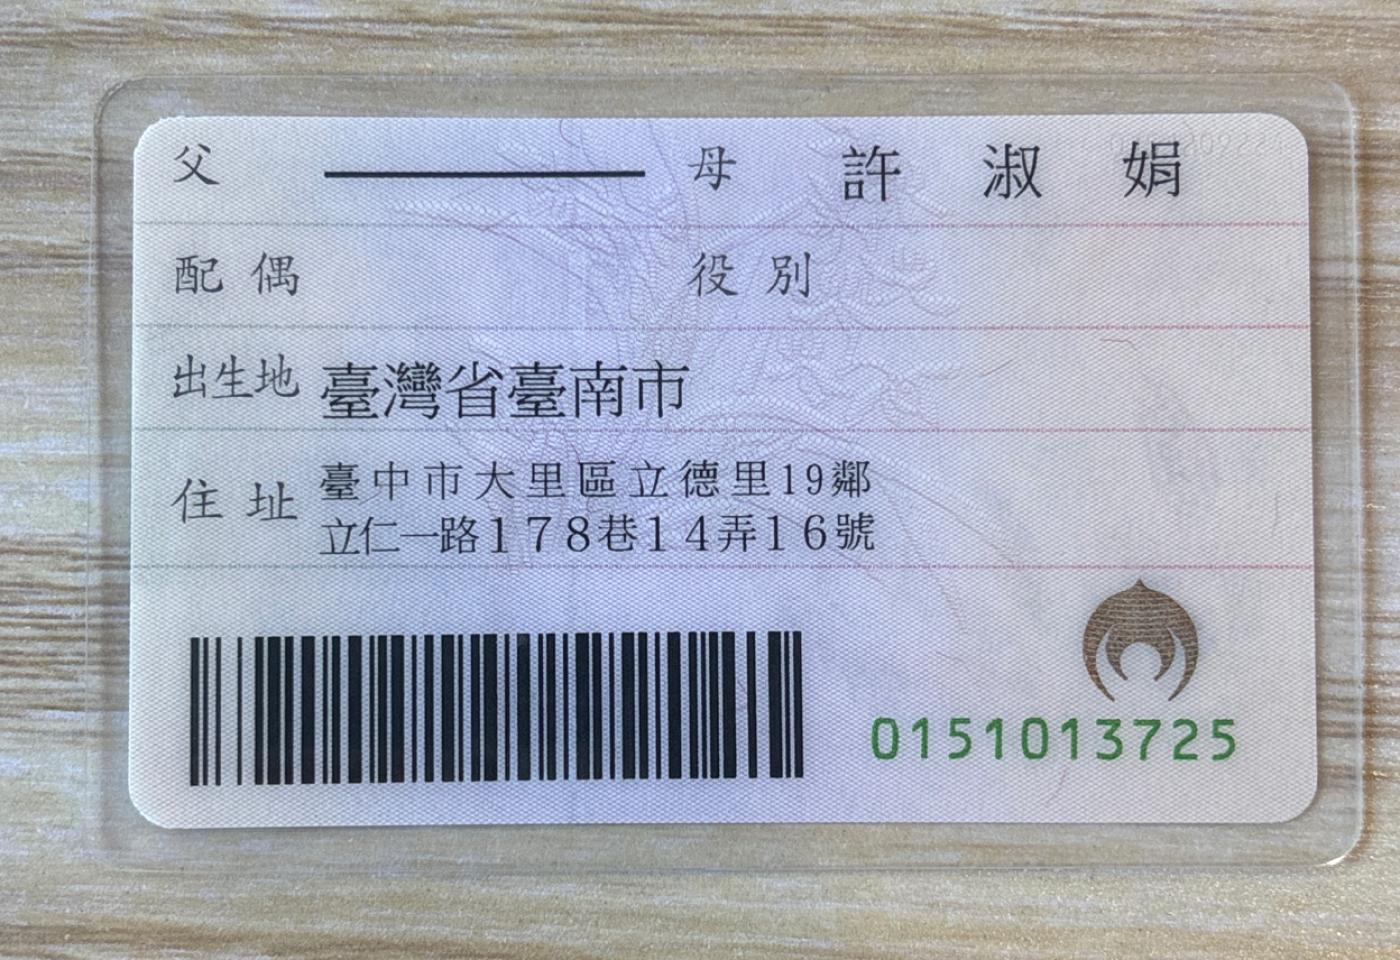 父 母 許淑娟
配偶 役別
出生地 臺灣省臺南市
住址 臺中市大里區立德里19鄰
立仁一路178巷14弄16號
0151013725